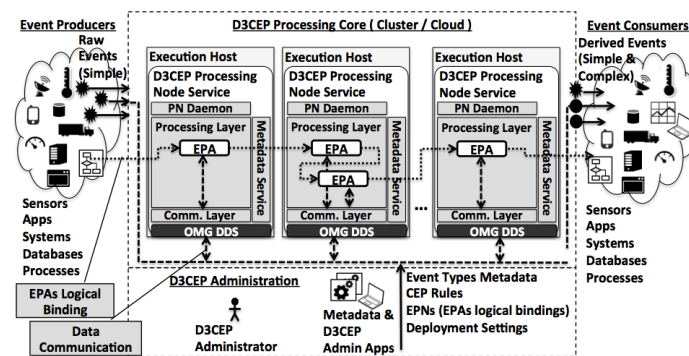 Event Producers
Raw
Events
(Simple)
Sensors
Apps
Systems
Databases
Processes
EPAs Logical
Binding
Data
Communication
D3CEP Processing Core ( Cluster / Cloud )
Execution Host
D3CEP Processing
Node Service
PN Daemon
Processing Layer
EPA
Metadata Service
Comm. Layer
OMG DDS
Execution Host
D3CEP Processing
Node Service
PN Daemon
Processing Layer
EPA
EPA
Metadata Service
Comm. Layer
OMG DDS
...
Execution Host
D3CEP Processing
Node Service
PN Daemon
Processing Layer
EPA
Metadata Service
Comm. Layer
OMG DDS
Event Consumers
Derived Events
(Simple &
Complex)
Sensors
Apps
Systems
Databases
Processes
D3CEP Administration
D3CEP
Administrator
Metadata &
D3CEP
Admin Apps
Event Types Metadata
CEP Rules
EPNs (EPAs logical bindings)
Deployment Settings